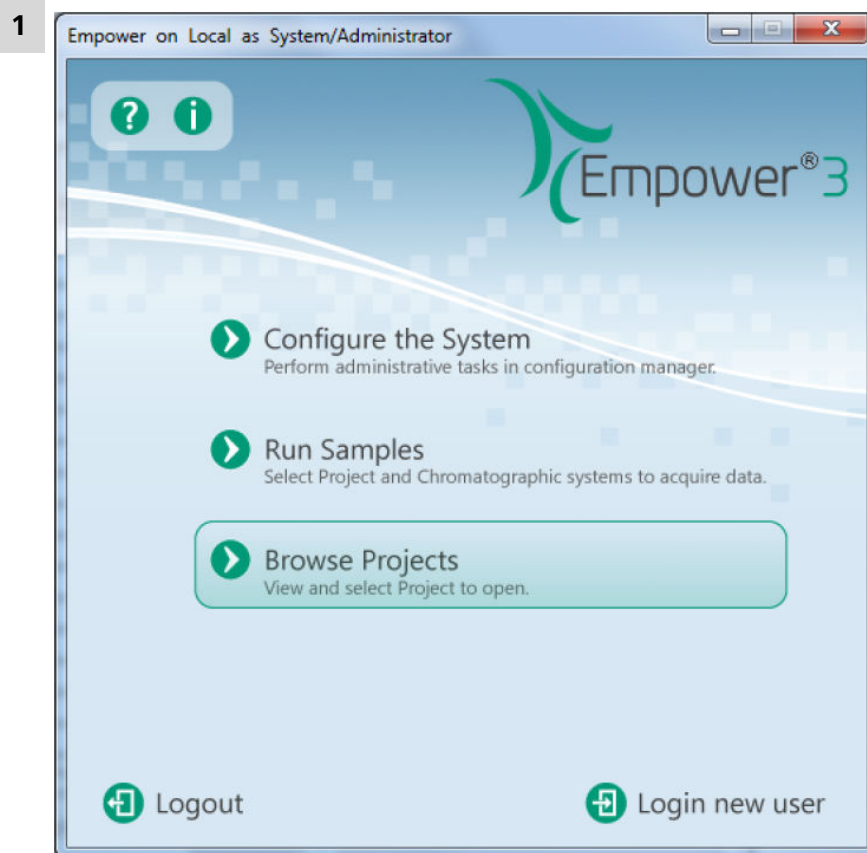 1
Empower on Local as System/Administrator
? i
Empower®3
Configure the System
Perform administrative tasks in configuration manager.
Run Samples
Select Project and Chromatographic systems to acquire data.
Browse Projects
View and select Project to open.
Logout
Login new user